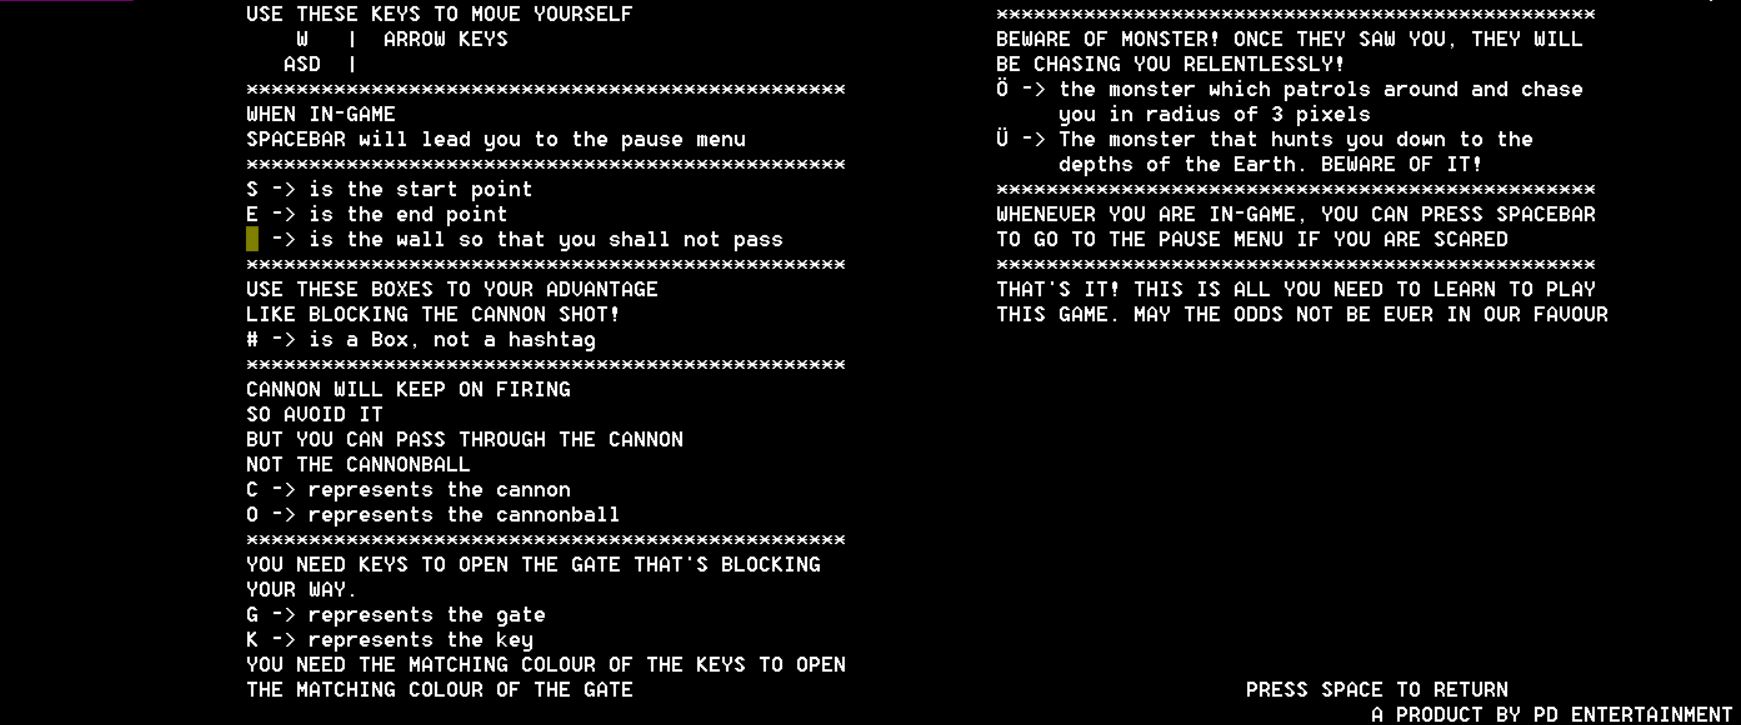 USE THESE KEYS TO MOVE YOURSELF
W | ARROW KEYS
ASD |
************************************************
WHEN IN-GAME
SPACEBAR will lead you to the pause menu
************************************************
S -> is the start point
E -> is the end point
█ -> is the wall so that you shall not pass
************************************************
USE THESE BOXES TO YOUR ADVANTAGE
LIKE BLOCKING THE CANNON SHOT!
# -> is a Box, not a hashtag
************************************************
CANNON WILL KEEP ON FIRING
SO AVOID IT
BUT YOU CAN PASS THROUGH THE CANNON
NOT THE CANNONBALL
C -> represents the cannon
O -> represents the cannonball
************************************************
YOU NEED KEYS TO OPEN THE GATE THAT'S BLOCKING
YOUR WAY.
G -> represents the gate
K -> represents the key
YOU NEED THE MATCHING COLOUR OF THE KEYS TO OPEN
THE MATCHING COLOUR OF THE GATE
************************************************
BEWARE OF MONSTER! ONCE THEY SAW YOU, THEY WILL
BE CHASING YOU RELENTLESSLY!
Ö -> the monster which patrols around and chase
you in radius of 3 pixels
Ü -> The monster that hunts you down to the
depths of the Earth. BEWARE OF IT!
************************************************
WHENEVER YOU ARE IN-GAME, YOU CAN PRESS SPACEBAR
TO GO TO THE PAUSE MENU IF YOU ARE SCARED
************************************************
THAT'S IT! THIS IS ALL YOU NEED TO LEARN TO PLAY
THIS GAME. MAY THE ODDS NOT BE EVER IN OUR FAVOUR
PRESS SPACE TO RETURN
A PRODUCT BY PD ENTERTAINMENT